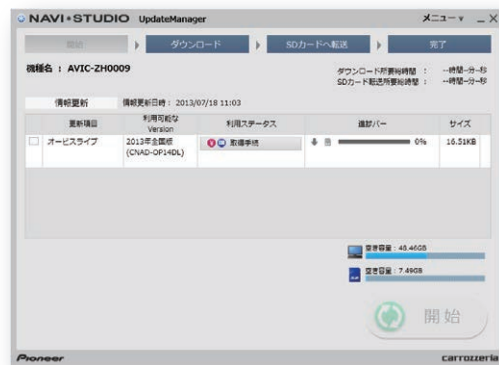 NAVI*STUDIO UpdateManager
メニュー
開始
ダウンロード
SDカードへ転送
完了
機種名 : AVIC-ZH0009
ダウンロード所要総時間 : --時間--分--秒
SDカード転送所要総時間 : --時間--分--秒
情報更新
情報更新日時 : 2013/07/18 11:03
更新項目
利用可能な
Version
利用ステータス
進捗バー
サイズ
オービスライブ
2013年全国版
(CNAD-OP14DL)
取得手続
0%
16.51KB
空き容量 : 48.46GB
空き容量 : 7.49GB
開始
Pioneer
carrozzeria